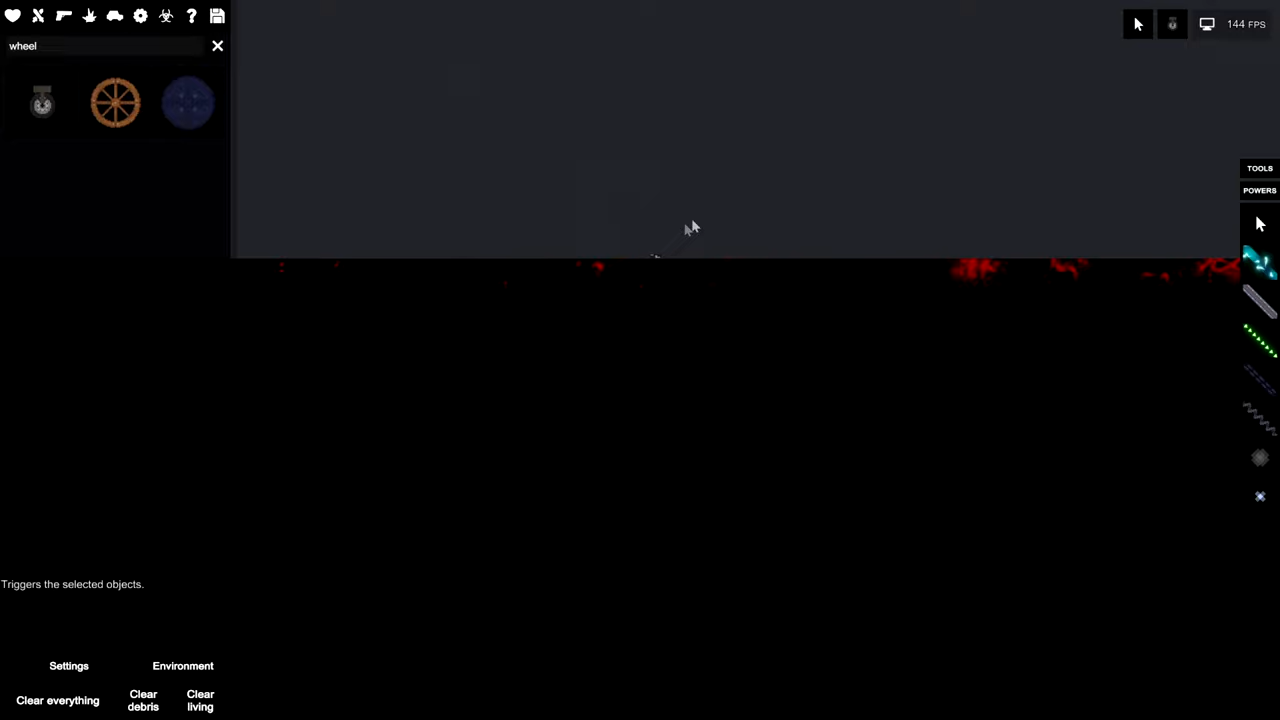 wheel
144 FPS
TOOLS
POWERS
Triggers the selected objects.
Settings
Environment
Clear everything
Clear
debris
Clear
living